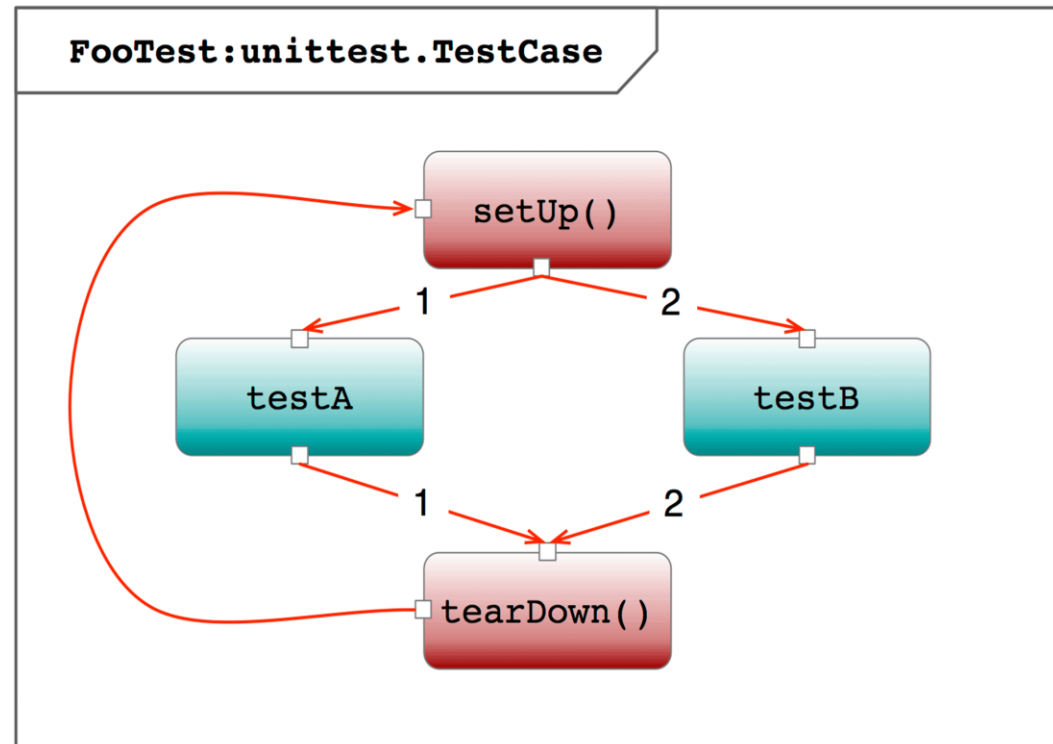 FooTest:unittest.TestCase
setUp()
1
2
testA
testB
1
2
tearDown()